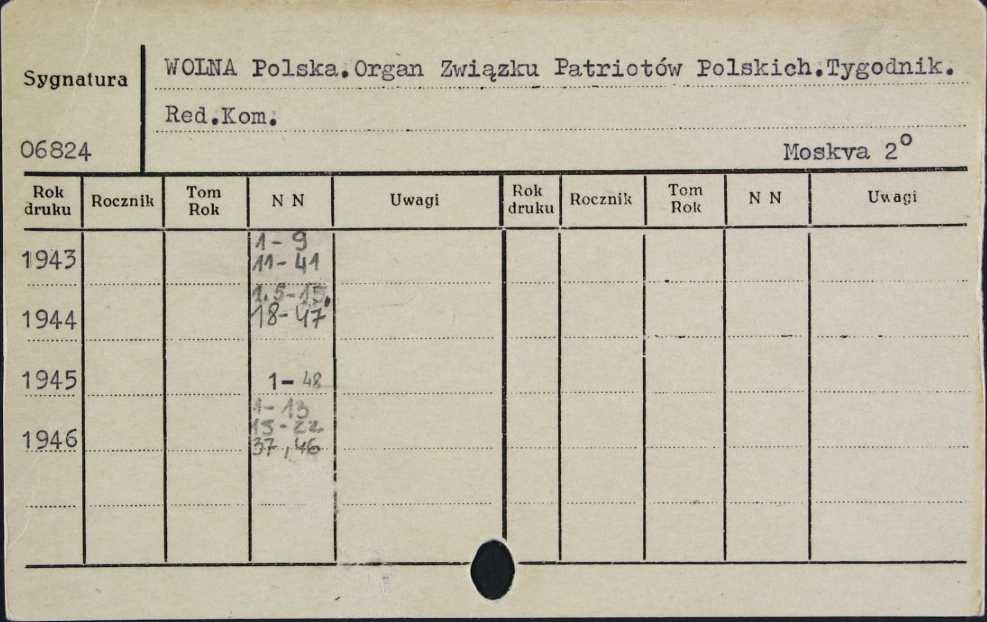 Sygnatura
WOLNA Polska.Organ Związku Patriotów Polskich.Tygodnik.
Red.Kom.
06824
Moskva 2°
Rok druku Rocznik Tom Rok N N Uwagi Rok druku Rocznik Tom Rok N N Uwagi
1943 1-9
11-41
1944 1.5-15.
18-47
1945 1-48
1946 1-13
15-22
37,46